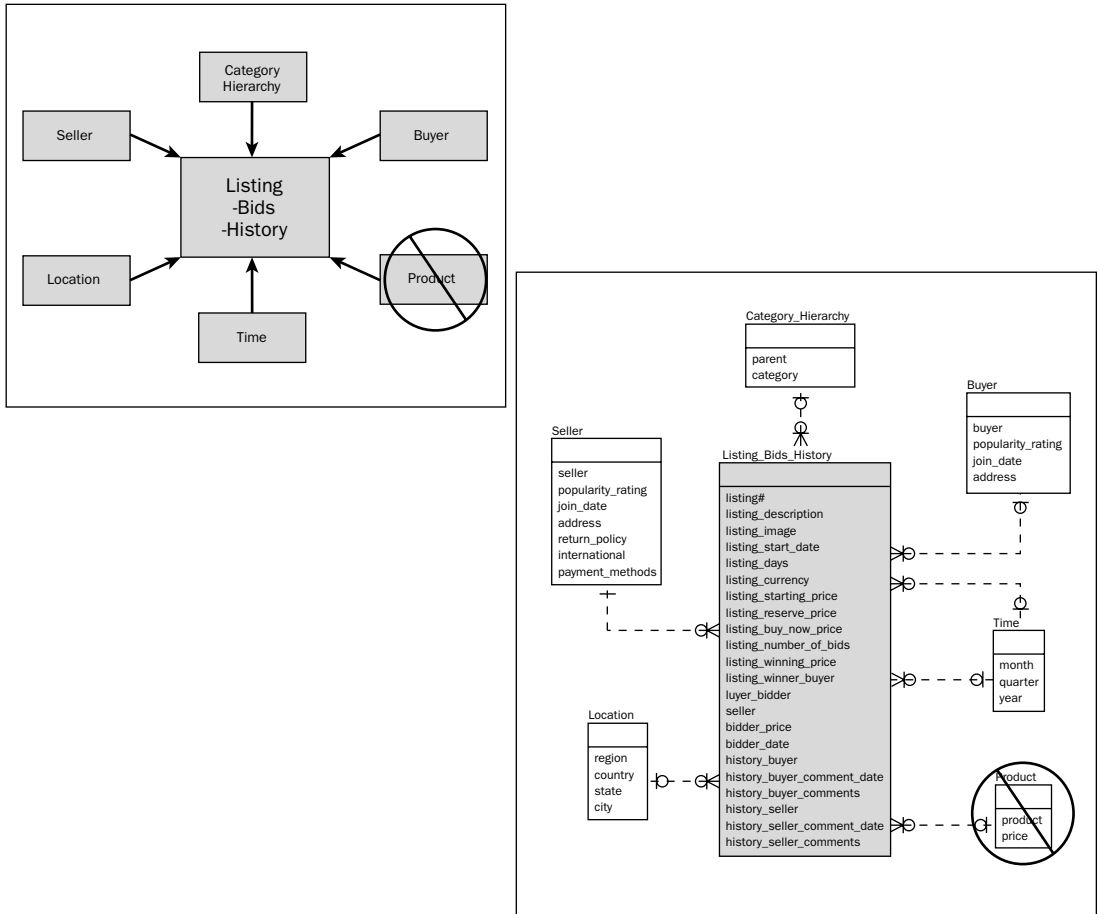 Category
Hierarchy
Seller
Buyer
Listing
-Bids
-History
Location
Product
Time
Category_Hierarchy
parent
category
Buyer
buyer
popularity_rating
join_date
address
Seller
seller
popularity_rating
join_date
address
return_policy
international
payment_methods
Listing_Bids_History
listing#
listing_description
listing_image
listing_start_date
listing_days
listing_currency
listing_starting_price
listing_reserve_price
listing_buy_now_price
listing_number_of_bids
listing_winning_price
listing_winner_buyer
luyer_bidder
seller
bidder_price
bidder_date
history_buyer
history_buyer_comment_date
history_buyer_comments
history_seller
history_seller_comment_date
history_seller_comments
Time
month
quarter
year
Location
region
country
state
city
Product
product
price